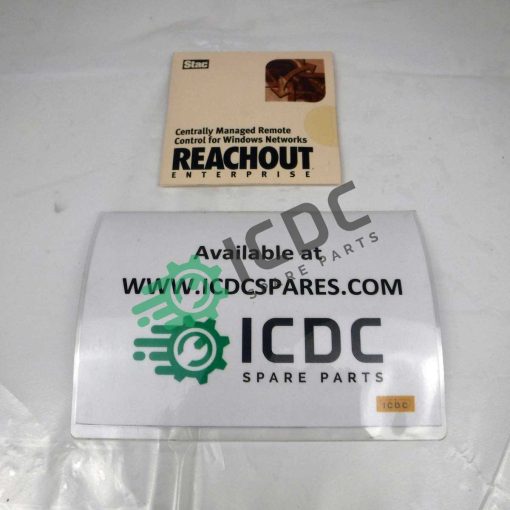 Stac
Centrally Managed Remote
Control for Windows Networks
REACHOUT
ENTERPRISE
ICDC
SPARE PARTS
Available at
WWW.ICDCSPARES.COM
ICDC
SPARE PARTS
ICDC